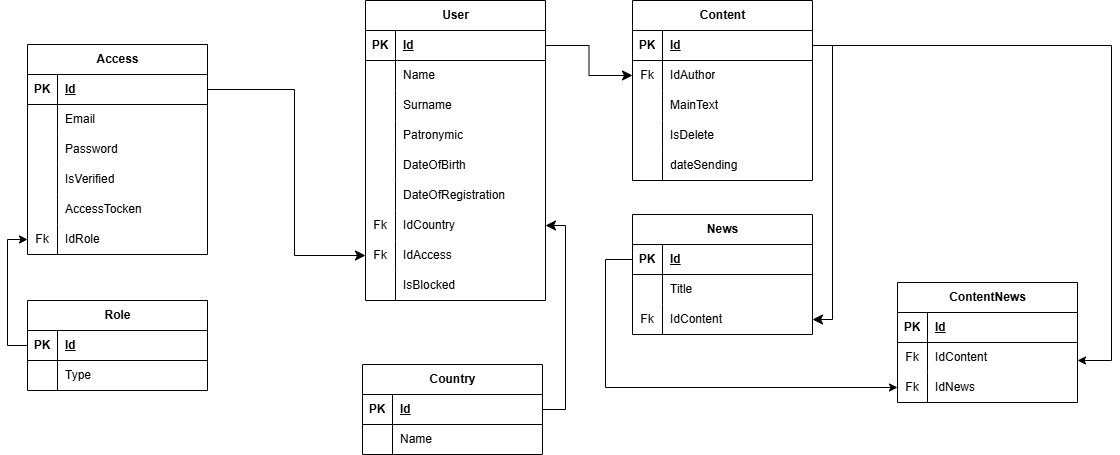 Access
PK Id
Email
Password
IsVerified
AccessTocken
Fk IdRole
Role
PK Id
Type
User
PK Id
Name
Surname
Patronymic
DateOfBirth
DateOfRegistration
Fk IdCountry
Fk IdAccess
IsBlocked
Country
PK Id
Name
Content
PK Id
Fk IdAuthor
MainText
IsDelete
dateSending
News
PK Id
Title
Fk IdContent
ContentNews
PK Id
Fk IdContent
Fk IdNews